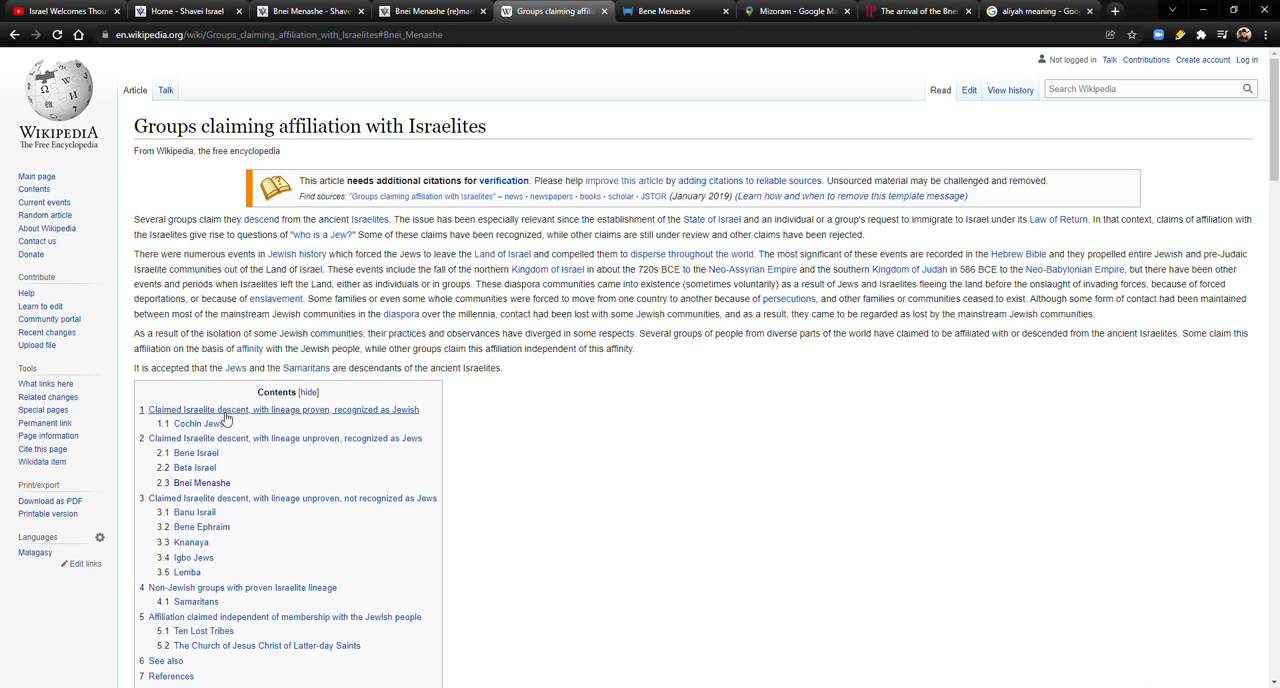 Israel Welcomes Thou
Home - Shavei Israel
Bnei Menashe - Shave
Bnei Menashe (re)mar
Groups claiming affilia
Bene Menashe
Mizoram - Google Ma
The arrival of the Bne
aliyah meaning - Goo
en.wikipedia.org/wiki/Groups_claiming_affiliation_with_Israelites#Bnei_Menashe
Not logged in Talk Contributions Create account Log in
Article Talk Read Edit View history Search Wikipedia
WIKIPEDIA
The Free Encyclopedia
Main page
Contents
Current events
Random article
About Wikipedia
Contact us
Donate
Contribute
Help
Learn to edit
Community portal
Recent changes
Upload file
Tools
What links here
Related changes
Special pages
Permanent link
Page information
Cite this page
Wikidata item
Print/export
Download as PDF
Printable version
Languages
Malagasy
Edit links
Groups claiming affiliation with Israelites
From Wikipedia, the free encyclopedia
This article needs additional citations for verification. Please help improve this article by adding citations to reliable sources. Unsourced material may be challenged and removed.
Find sources: "Groups claiming affiliation with Israelites" – news · newspapers · books · scholar · JSTOR (January 2019) (Learn how and when to remove this template message)
Several groups claim they descend from the ancient Israelites. The issue has been especially relevant since the establishment of the State of Israel and an individual or a group's request to immigrate to Israel under its Law of Return. In that context, claims of affiliation with
the Israelites give rise to questions of "who is a Jew?" Some of these claims have been recognized, while other claims are still under review and other claims have been rejected.
There were numerous events in Jewish history which forced the Jews to leave the Land of Israel and compelled them to disperse throughout the world. The most significant of these events are recorded in the Hebrew Bible and they propelled entire Jewish and pre-Judaic
Israelite communities out of the Land of Israel. These events include the fall of the northern Kingdom of Israel in about the 720s BCE to the Neo-Assyrian Empire and the southern Kingdom of Judah in 586 BCE to the Neo-Babylonian Empire, but there have been other
events and periods when Israelites left the Land, either as individuals or in groups. These diaspora communities came into existence (sometimes voluntarily) as a result of Jews and Israelites fleeing the land before the onslaught of invading forces, because of forced
deportations, or because of enslavement. Some families or even some whole communities were forced to move from one country to another because of persecutions, and other families or communities ceased to exist. Although some form of contact had been maintained
between most of the mainstream Jewish communities in the diaspora over the millennia, contact had been lost with some Jewish communities, and as a result, they came to be regarded as lost by the mainstream Jewish communities.
As a result of the isolation of some Jewish communities, their practices and observances have diverged in some respects. Several groups of people from diverse parts of the world have claimed to be affiliated with or descended from the ancient Israelites. Some claim this
affiliation on the basis of affinity with the Jewish people, while other groups claim this affiliation independent of this affinity.
It is accepted that the Jews and the Samaritans are descendants of the ancient Israelites.
Contents [hide]
1 Claimed Israelite descent, with lineage proven, recognized as Jewish
1.1 Cochin Jews
2 Claimed Israelite descent, with lineage unproven, recognized as Jews
2.1 Bene Israel
2.2 Beta Israel
2.3 Bnei Menashe
3 Claimed Israelite descent, with lineage unproven, not recognized as Jews
3.1 Banu Israil
3.2 Bene Ephraim
3.3 Knanaya
3.4 Igbo Jews
3.5 Lemba
4 Non-Jewish groups with proven Israelite lineage
4.1 Samaritans
5 Affiliation claimed independent of membership with the Jewish people
5.1 Ten Lost Tribes
5.2 The Church of Jesus Christ of Latter-day Saints
6 See also
7 References